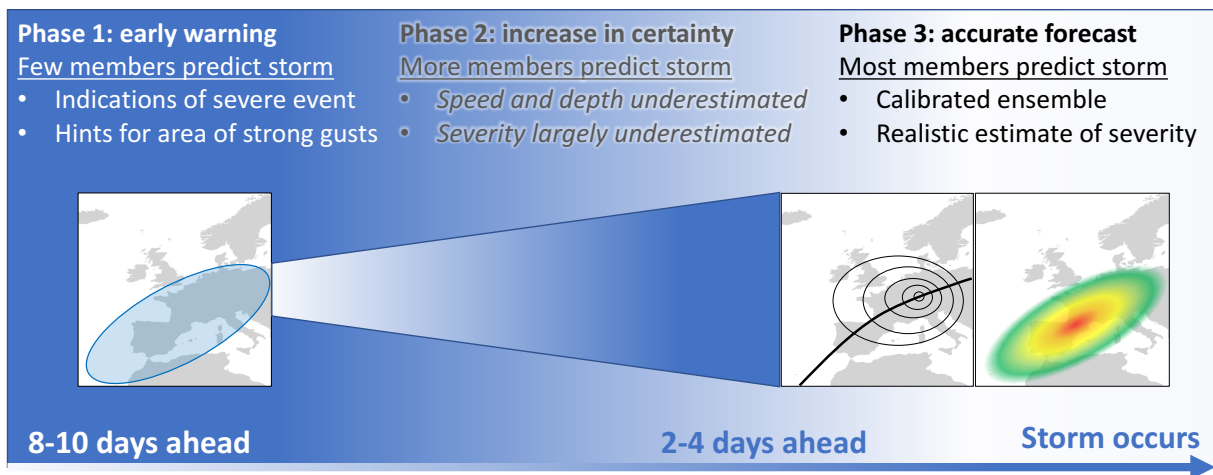 Phase 1: early warning
Few members predict storm
• Indications of severe event
• Hints for area of strong gusts
Phase 2: increase in certainty
More members predict storm
• Speed and depth underestimated
• Severity largely underestimated
Phase 3: accurate forecast
Most members predict storm
• Calibrated ensemble
• Realistic estimate of severity
8-10 days ahead
2-4 days ahead
Storm occurs